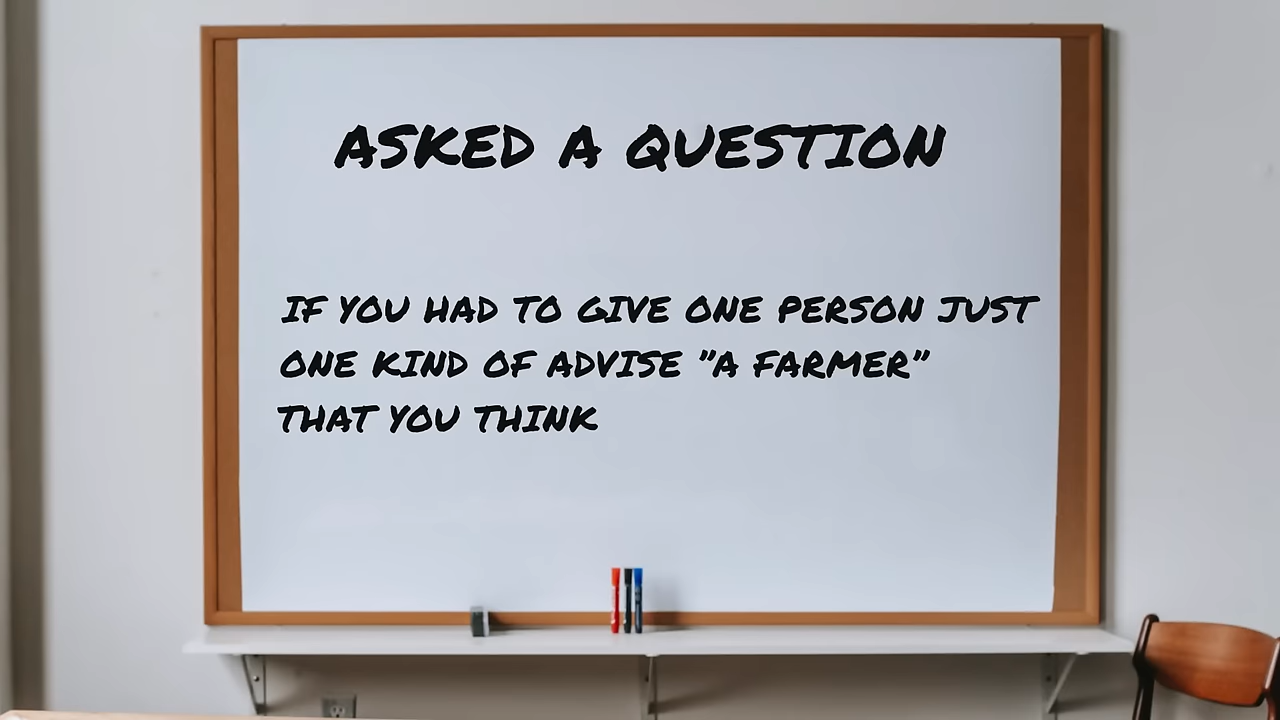 ASKED A QUESTION
IF YOU HAD TO GIVE ONE PERSON JUST
ONE KIND OF ADVISE "A FARMER"
THAT YOU THINK